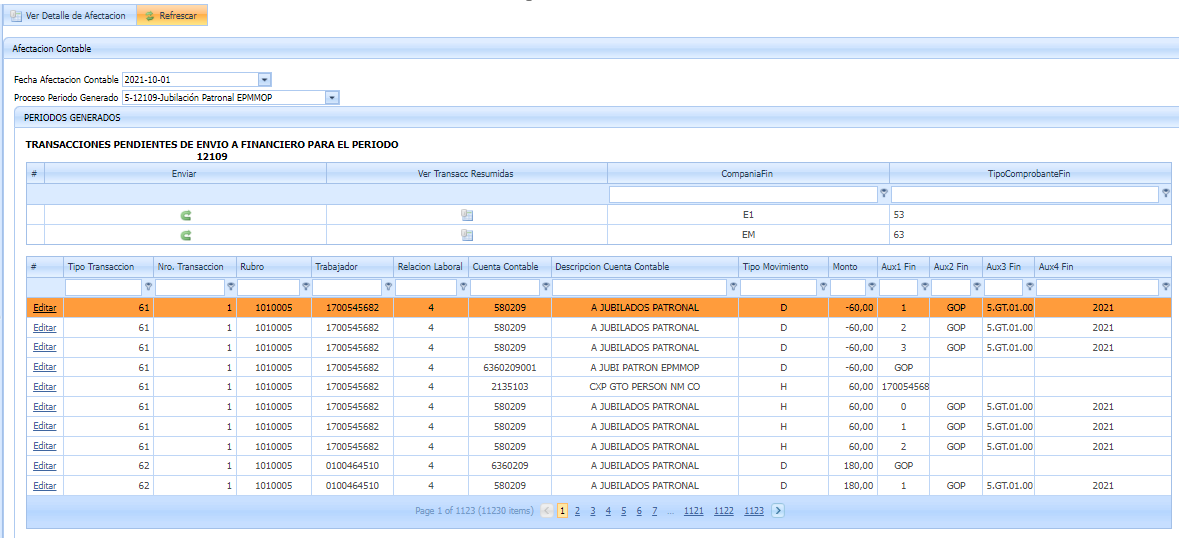 Ver Detalle de Afectacion Refrescar
Afectacion Contable
Fecha Afectacion Contable 2021-10-01
Proceso Periodo Generado 5-12109-Jubilación Patronal EPMMOP
PERIODOS GENERADOS
TRANSACCIONES PENDIENTES DE ENVIO A FINANCIERO PARA EL PERIODO
12109
# Enviar Ver Transacc Resumidas CompaniaFin TipoComprobanteFin
E1 53
EM 63
# Tipo Transaccion Nro. Transaccion Rubro Trabajador Relacion Laboral Cuenta Contable Descripcion Cuenta Contable Tipo Movimiento Monto Aux1 Fin Aux2 Fin Aux3 Fin Aux4 Fin
Editar 61 1 1010005 1700545682 4 580209 A JUBILADOS PATRONAL D -60,00 1 GOP 5.GT.01.00 2021
Editar 61 1 1010005 1700545682 4 580209 A JUBILADOS PATRONAL D -60,00 2 GOP 5.GT.01.00 2021
Editar 61 1 1010005 1700545682 4 580209 A JUBILADOS PATRONAL D -60,00 3 GOP 5.GT.01.00 2021
Editar 61 1 1010005 1700545682 4 6360209001 A JUBI PATRON EPMMOP D -60,00 GOP
Editar 61 1 1010005 1700545682 4 2135103 CXP GTO PERSON NM CO H 60,00 170054568
Editar 61 1 1010005 1700545682 4 580209 A JUBILADOS PATRONAL H 60,00 0 GOP 5.GT.01.00 2021
Editar 61 1 1010005 1700545682 4 580209 A JUBILADOS PATRONAL H 60,00 1 GOP 5.GT.01.00 2021
Editar 61 1 1010005 1700545682 4 580209 A JUBILADOS PATRONAL H 60,00 2 GOP 5.GT.01.00 2021
Editar 62 1 1010005 0100464510 4 6360209 A JUBILADOS PATRONAL D 180,00 GOP
Editar 62 1 1010005 0100464510 4 580209 A JUBILADOS PATRONAL D 180,00 1 GOP 5.GT.01.00 2021
Page 1 of 1123 (11230 items) 1 2 3 4 5 6 7 ... 1121 1122 1123